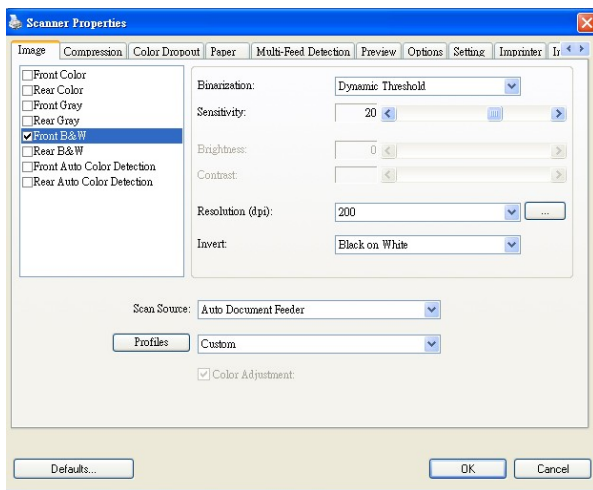 Scanner Properties
Image Compression Color Dropout Paper Multi-Feed Detection Preview Options Setting Imprinter
Front Color
Rear Color
Front Gray
Rear Gray
Front B&W
Rear B&W
Front Auto Color Detection
Rear Auto Color Detection
Binarization: Dynamic Threshold
Sensitivity: 20
Brightness: 0
Contrast:
Resolution (dpi): 200 ...
Invert: Black on White
Scan Source: Auto Document Feeder
Profiles Custom
Color Adjustment:
Defaults... OK Cancel